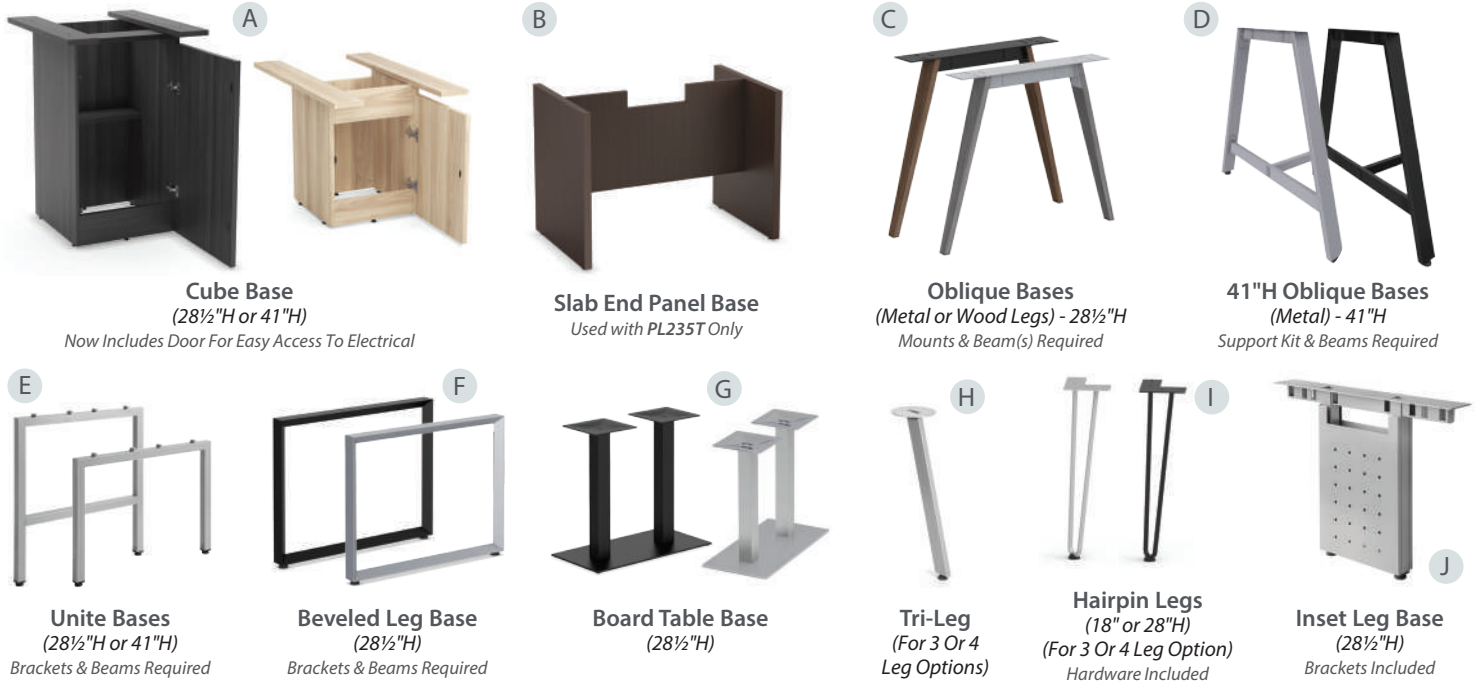 A
Cube Base
(28½"H or 41"H)
Now Includes Door For Easy Access To Electrical
B
Slab End Panel Base
Used with PL235T Only
C
Oblique Bases
(Metal or Wood Legs) - 28½"H
Mounts & Beam(s) Required
D
41"H Oblique Bases
(Metal) - 41"H
Support Kit & Beams Required
E
Unite Bases
(28½"H or 41"H)
Brackets & Beams Required
F
Beveled Leg Base
(28½"H)
Brackets & Beams Required
G
Board Table Base
(28½"H)
H
Tri-Leg
(For 3 Or 4
Leg Options)
I
Hairpin Legs
(18" or 28"H)
(For 3 Or 4 Leg Option)
Hardware Included
J
Inset Leg Base
(28½"H)
Brackets Included